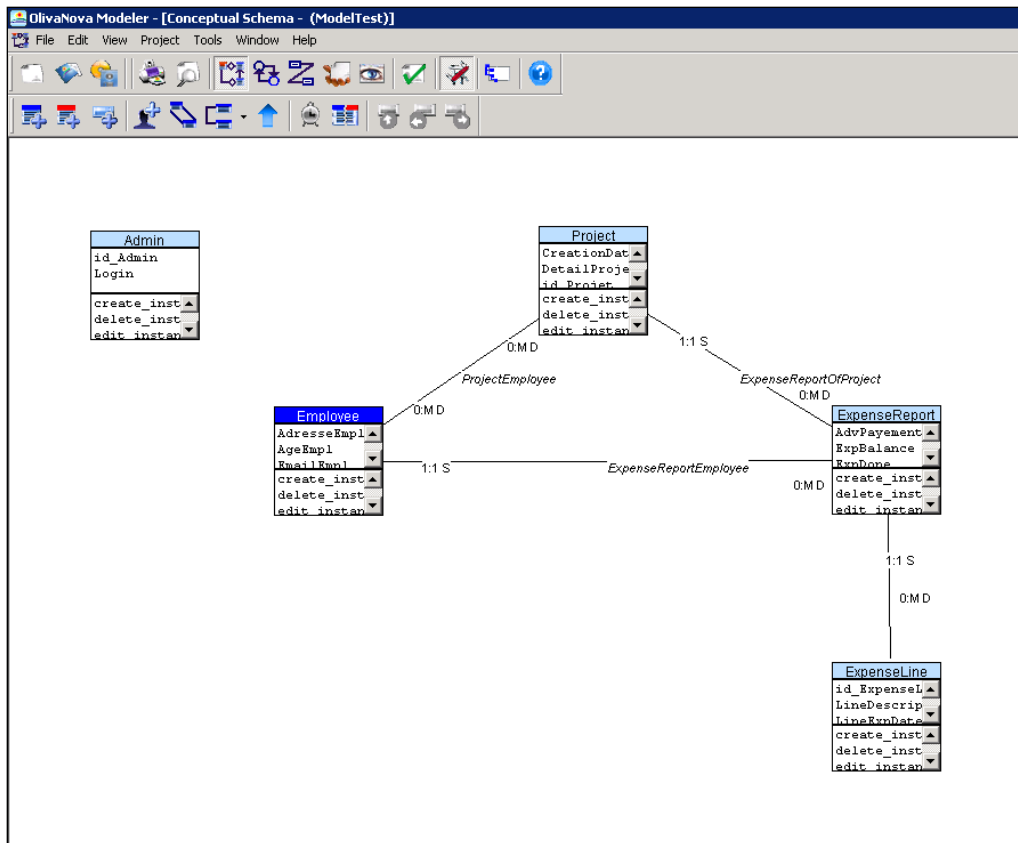 OlivaNova Modeler - [Conceptual Schema - (ModelTest)]
File Edit View Project Tools Window Help
Admin
id_Admin
Login
create_inst
delete_inst
edit_instan
Project
CreationDat
DetailProje
id_Projet
create_inst
delete_inst
edit_instan
0:M D
1:1 S
ProjectEmployee
ExpenseReportOfProject
0:M D
0:M D
Employee
AdresseEmpl
AgeEmpl
EmailEmpl
create_inst
delete_inst
edit_instan
1:1 S
ExpenseReportEmployee
0:M D
ExpenseReport
AdvPayement
ExpBalance
ExpDone
create_inst
delete_inst
edit_instan
1:1 S
0:M D
ExpenseLine
id_ExpenseL
LineDescrip
LineExpDate
create_inst
delete_inst
edit_instan